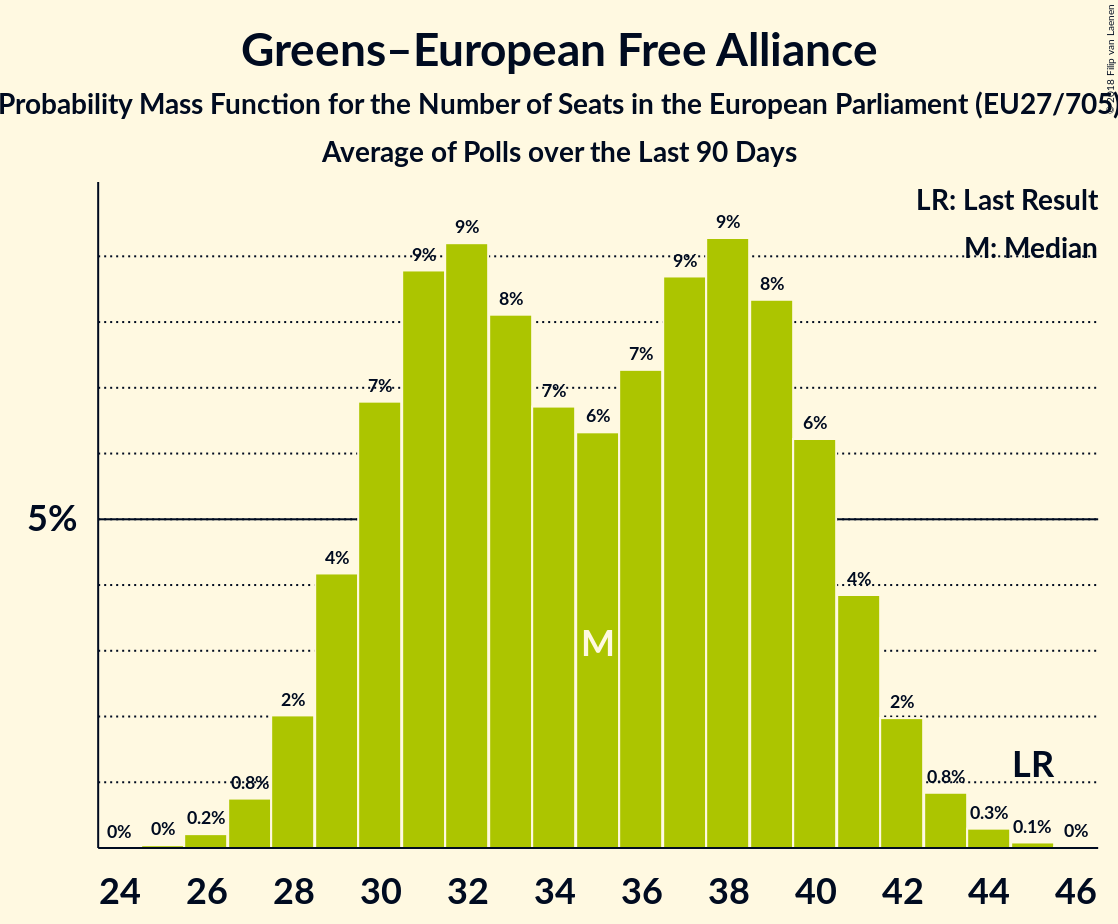 Greens–European Free Alliance
Probability Mass Function for the Number of Seats in the European Parliament (EU27/705)
Average of Polls over the Last 90 Days
© 2018 Filip van Laenen
LR: Last Result
M: Median
5%
0%
0%
0.2%
0.8%
2%
4%
7%
9%
9%
8%
7%
6%
7%
9%
9%
8%
6%
4%
2%
0.8%
0.3%
0.1%
0%
M
LR
24 26 28 30 32 34 36 38 40 42 44 46